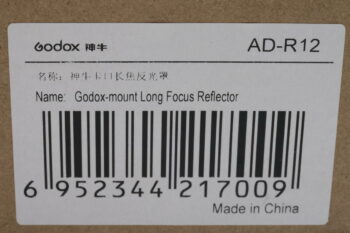 Godox 神牛 AD-R12
名称: 神牛卡口长焦反光罩
Name: Godox-mount Long Focus Reflector
6 952344 217009
Made in China